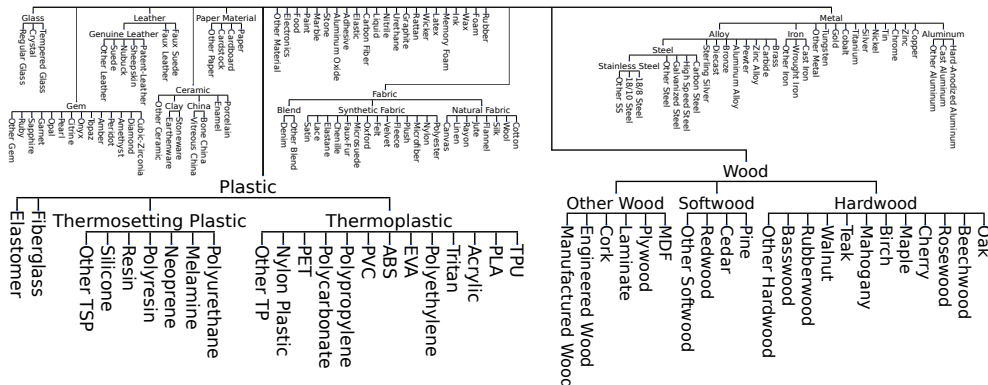 Glass
Regular Glass
Crystal
Tempered Glass
Leather
Genuine Leather
Other Leather
Suede
Nubuck
Sheepskin
Patent-Leather
Faux Leather
Faux Suede
Paper Material
Other Paper
Cardstock
Cardboard
Paper
Gem
Other Gem
Ruby
Sapphire
Garnet
Opal
Pearl
Citrine
Onyx
Topaz
Amber
Peridot
Amethyst
Diamond
Cubic-Zirconia
Ceramic
Other Ceramic
Clay
Earthenware
Stoneware
China
Vitreous China
Bone China
Enamel
Porcelain
Other Material
Electronics
Food
Paint
Marble
Stone
Aluminum Oxide
Adhesive
Elastic
Carbon Fiber
Liquid
Nitrile
Urethane
Graphite
Rattan
Wicker
Latex
Memory Foam
Ink
Wax
Foam
Rubber
Fabric
Blend
Denim
Other Blend
Synthetic Fabric
Satin
Lace
Elastane
Chenille
Faux-Fur
Microsuede
Oxford
Felt
Velvet
Fleece
Plush
Microfiber
Nylon
Polyester
Natural Fabric
Canvas
Linen
Rayon
Jute
Flannel
Silk
Wool
Cotton
Metal
Alloy
Steel
Stainless Steel
Other SS
18/10 Steel
18/8 Steel
Other Steel
Galvanized Steel
High Speed Steel
Carbon Steel
Sterling Silver
Diecast
Bronze
Aluminum Alloy
Pewter
Zinc Alloy
Carbide
Brass
Iron
Other Iron
Wrought Iron
Cast Iron
Other Metal
Tungsten
Gold
Cobalt
Titanium
Silver
Nickel
Tin
Chrome
Zinc
Copper
Aluminum
Other Aluminum
Cast Aluminum
Hard Anodized Aluminum
Plastic
Elastomer
Fiberglass
Thermosetting Plastic
Other TSP
Silicone
Resin
Polyresin
Neoprene
Melamine
Polyurethane
Thermoplastic
Other TP
Nylon Plastic
PET
Polycarbonate
Polypropylene
PVC
ABS
EVA
Polyethylene
Tritan
Acrylic
PLA
TPU
Wood
Other Wood
Manufactured Wood
Engineered Wood
Cork
Laminate
Plywood
MDF
Softwood
Other Softwood
Redwood
Cedar
Pine
Hardwood
Other Hardwood
Basswood
Rubberwood
Walnut
Teak
Mahogany
Birch
Maple
Cherry
Rosewood
Beechwood
Oak